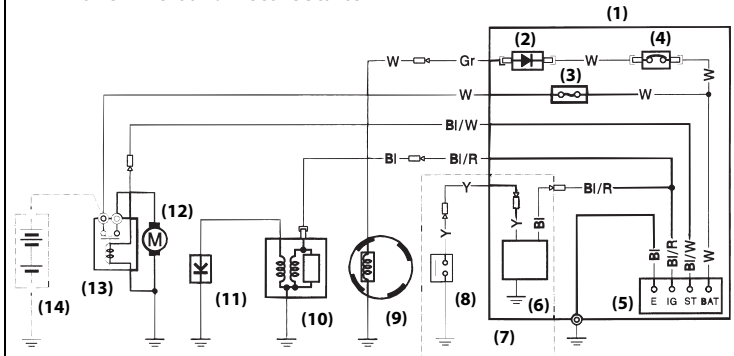 (1)
(2)
(4)
W
Gr
W
W
(3)
W
W
Bl/W
Bl
Bl/R
Y
Bl/R
(12)
M
Y
Y
Bl
Bl
Bl/R
Bl/W
W
(13)
(11)
(10)
(9)
(8)
(6)
(5)
E IG ST BAT
(14)
(7)